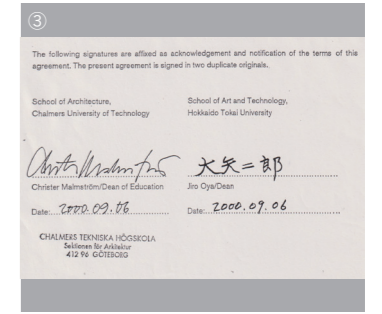 ③
The following signatures are affixed as acknowledgement and notification of the terms of this
agreement. The present agreement is signed in two duplicate originals.
School of Architecture,
Chalmers University of Technology
Christer Malmström/Dean of Education
Date: 2000.09.06
School of Art and Technology,
Hokkaido Tokai University
大矢二郎
Jiro Oya/Dean
Date: 2000.09.06
CHALMERS TEKNISKA HÖGSKOLA
Sektionen för Arkitektur
412 96 GÖTEBORG